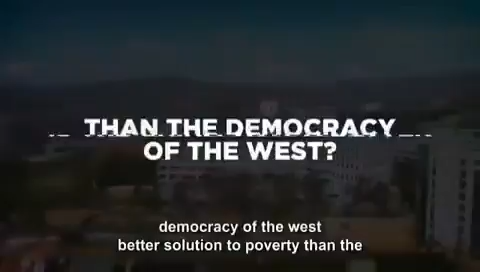 THAN THE DEMOCRACY
OF THE WEST?
democracy of the west
better solution to poverty than the